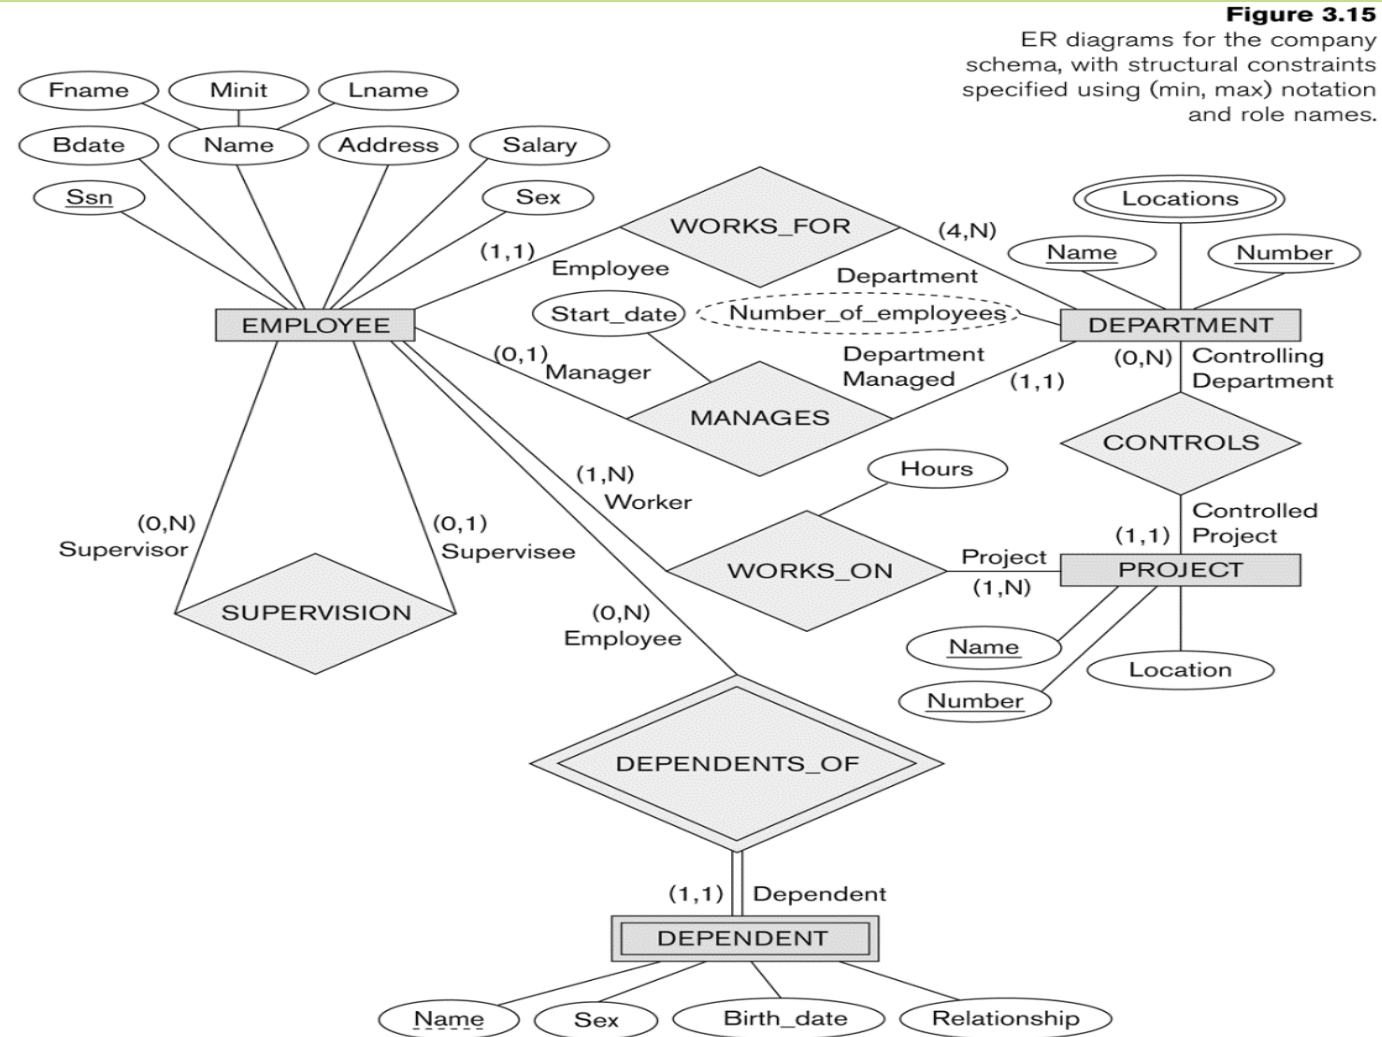 Figure 3.15
ER diagrams for the company
schema, with structural constraints
specified using (min, max) notation
and role names.
Fname
Minit
Lname
Bdate
Name
Address
Salary
Ssn
Sex
WORKS_FOR
Locations
(1,1)
Employee
(4,N)
Department
Name
Number
Start_date
Number_of_employees
EMPLOYEE
DEPARTMENT
(0,1)
Manager
Department
Managed
(1,1)
(0,N)
Controlling
Department
MANAGES
CONTROLS
Hours
(1,N)
Worker
(0,N)
Supervisor
(0,1)
Supervisee
Controlled
Project
(1,1)
WORKS_ON
Project
(1,N)
PROJECT
SUPERVISION
(0,N)
Employee
Name
Location
Number
DEPENDENTS_OF
(1,1)
Dependent
DEPENDENT
Name
Sex
Birth_date
Relationship